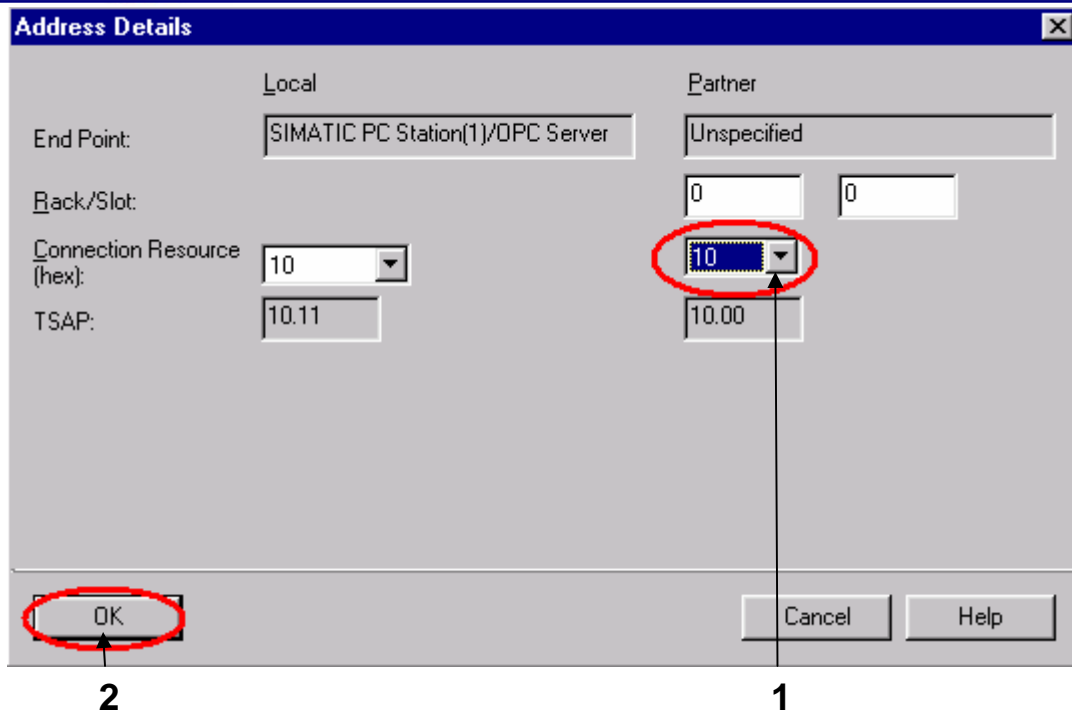 Address Details
Local Partner
End Point: SIMATIC PC Station(1)/OPC Server Unspecified
Rack/Slot: 0 0
Connection Resource
(hex): 10 10
TSAP: 10.11 10.00
OK Cancel Help
2 1